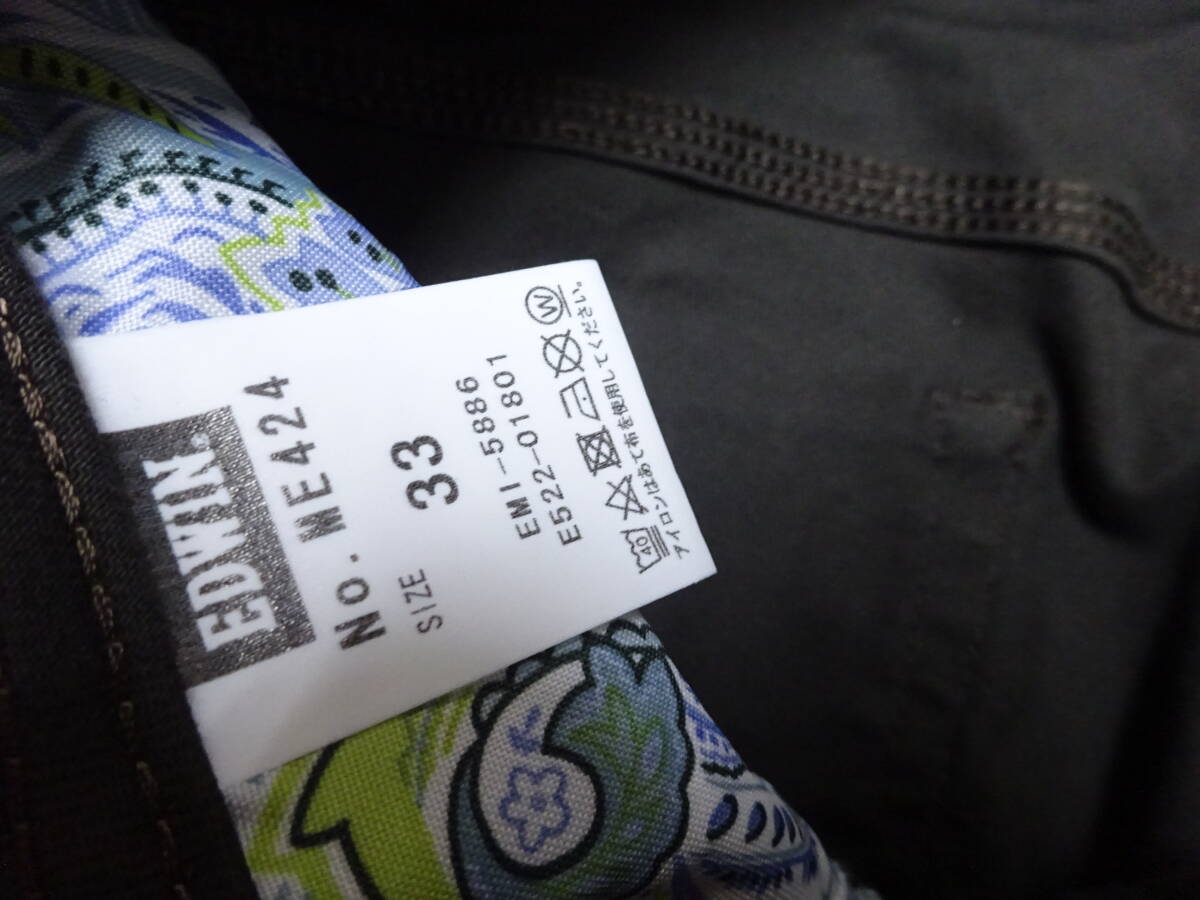 EDWIN®
No. ME424
SIZE 33
EMI-5886
E522-01801
40 W
アイロンはあて布を使用してください。